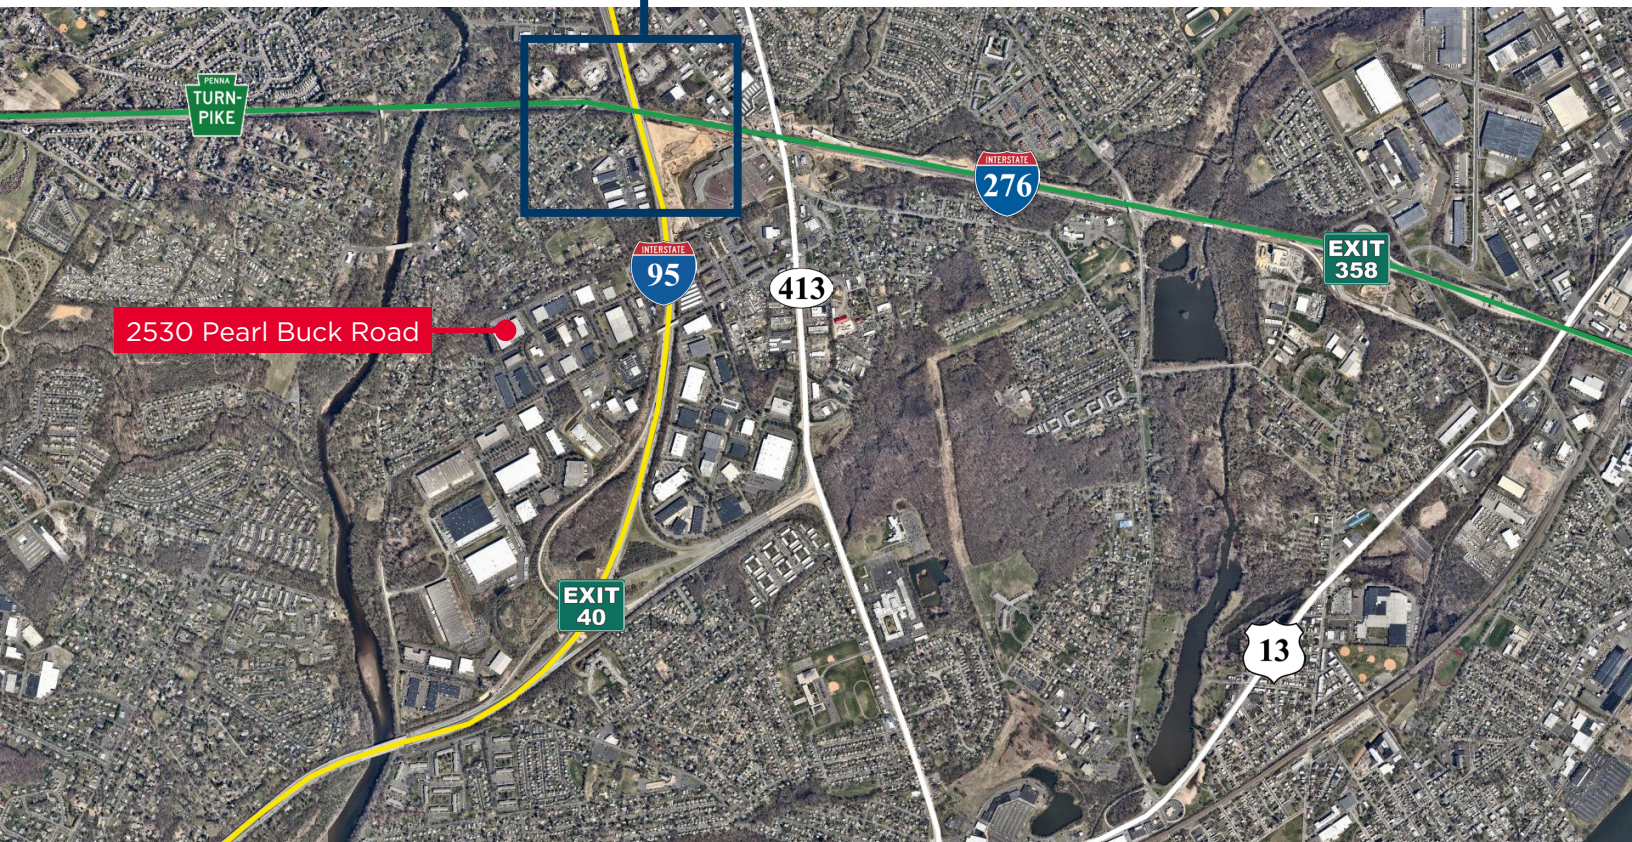 PENNA
TURN-
PIKE
INTERSTATE
276
EXIT
358
INTERSTATE
95
413
2530 Pearl Buck Road
EXIT
40
13